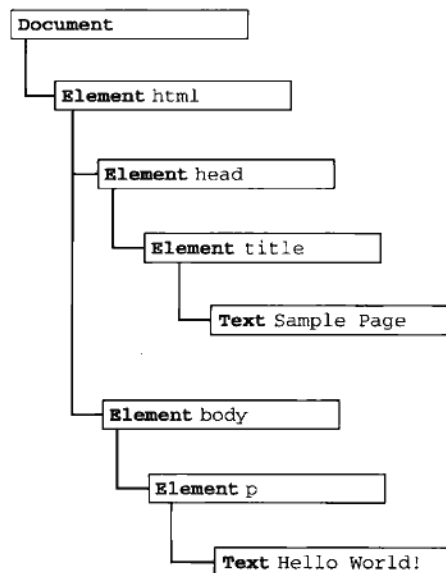 Document
Element html
Element head
Element title
Text Sample Page
Element body
Element p
Text Hello World!